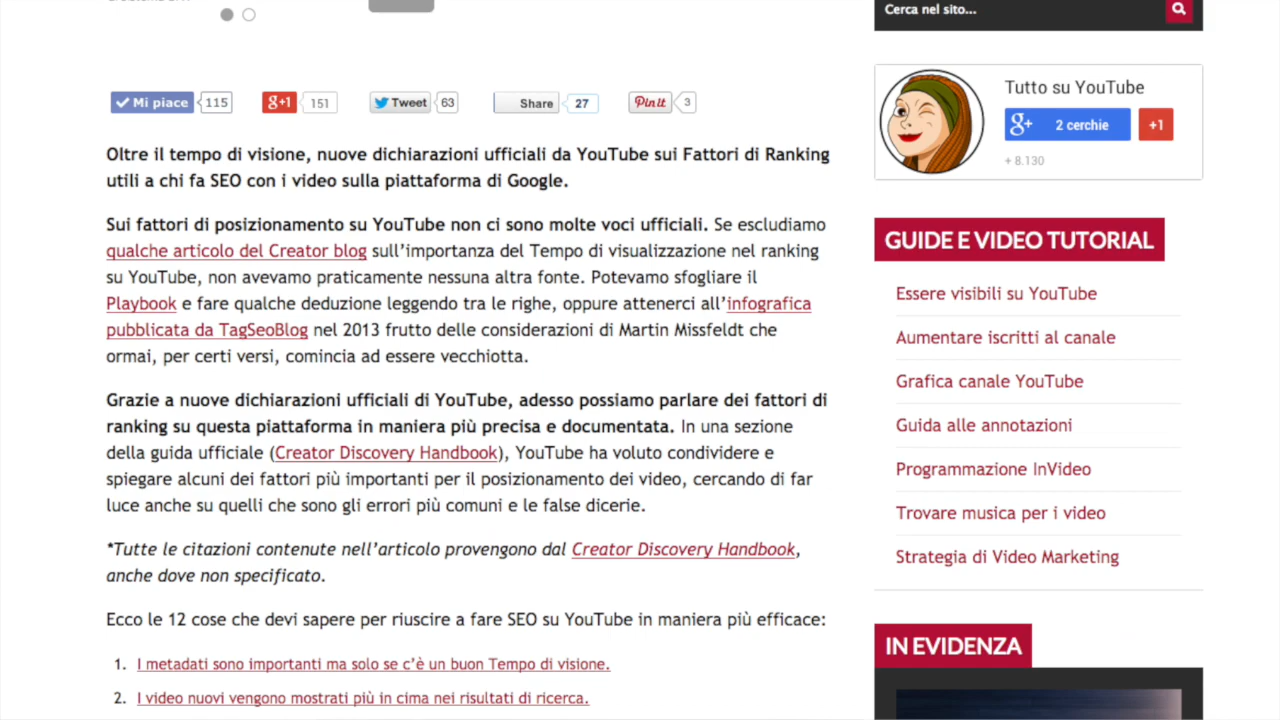 Cerca nel sito...
Mi piace 115
g+1 151
Tweet 63
Share 27
Pin it 3
Oltre il tempo di visione, nuove dichiarazioni ufficiali da YouTube sui Fattori di Ranking
utili a chi fa SEO con i video sulla piattaforma di Google.
Sui fattori di posizionamento su YouTube non ci sono molte voci ufficiali. Se escludiamo
qualche articolo del Creator blog sull'importanza del Tempo di visualizzazione nel ranking
su YouTube, non avevamo praticamente nessuna altra fonte. Potevamo sfogliare il
Playbook e fare qualche deduzione leggendo tra le righe, oppure attenerci all'infografica
pubblicata da TagSeoBlog nel 2013 frutto delle considerazioni di Martin Missfeldt che
ormai, per certi versi, comincia ad essere vecchiotta.
Grazie a nuove dichiarazioni ufficiali di YouTube, adesso possiamo parlare dei fattori di
ranking su questa piattaforma in maniera più precisa e documentata. In una sezione
della guida ufficiale (Creator Discovery Handbook), YouTube ha voluto condividere e
spiegare alcuni dei fattori più importanti per il posizionamento dei video, cercando di far
luce anche su quelli che sono gli errori più comuni e le false dicerie.
*Tutte le citazioni contenute nell'articolo provengono dal Creator Discovery Handbook,
anche dove non specificato.
Ecco le 12 cose che devi sapere per riuscire a fare SEO su YouTube in maniera più efficace:
1. I metadati sono importanti ma solo se c'è un buon Tempo di visione.
2. I video nuovi vengono mostrati più in cima nei risultati di ricerca.
Tutto su YouTube
g+ 2 cerchie +1
+ 8.130
GUIDE E VIDEO TUTORIAL
Essere visibili su YouTube
Aumentare iscritti al canale
Grafica canale YouTube
Guida alle annotazioni
Programmazione InVideo
Trovare musica per i video
Strategia di Video Marketing
IN EVIDENZA